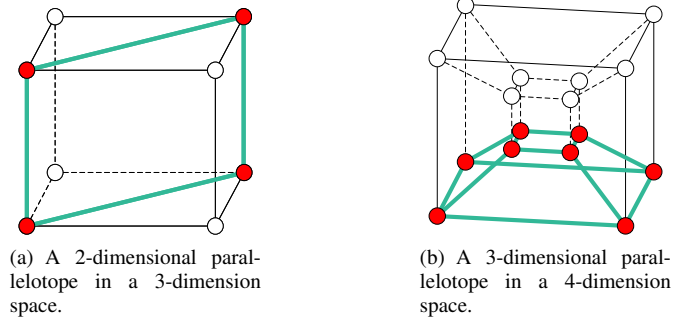 (a) A 2-dimensional paral-
lelotope in a 3-dimension
space.
(b) A 3-dimensional paral-
lelotope in a 4-dimension
space.